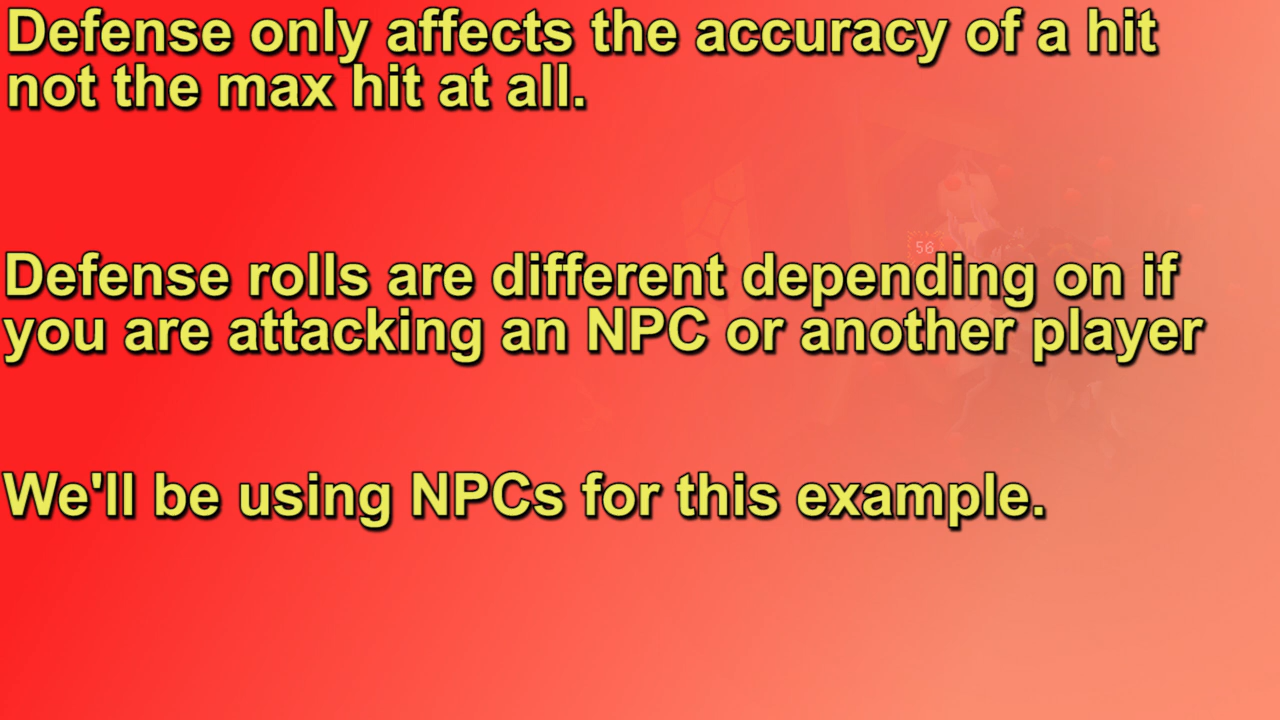 Defense only affects the accuracy of a hit
not the max hit at all.
56
Defense rolls are different depending on if
you are attacking an NPC or another player
We'll be using NPCs for this example.